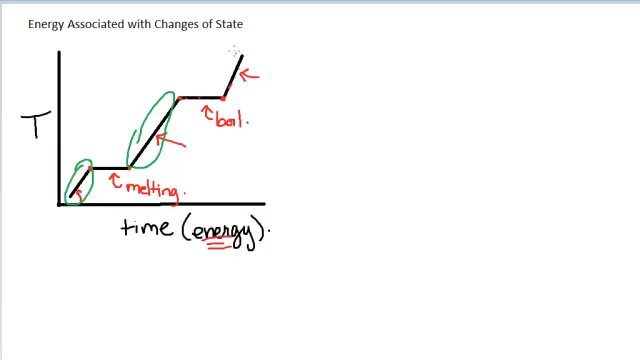 Energy Associated with Changes of State
T
boil.
melting.
time (energy).